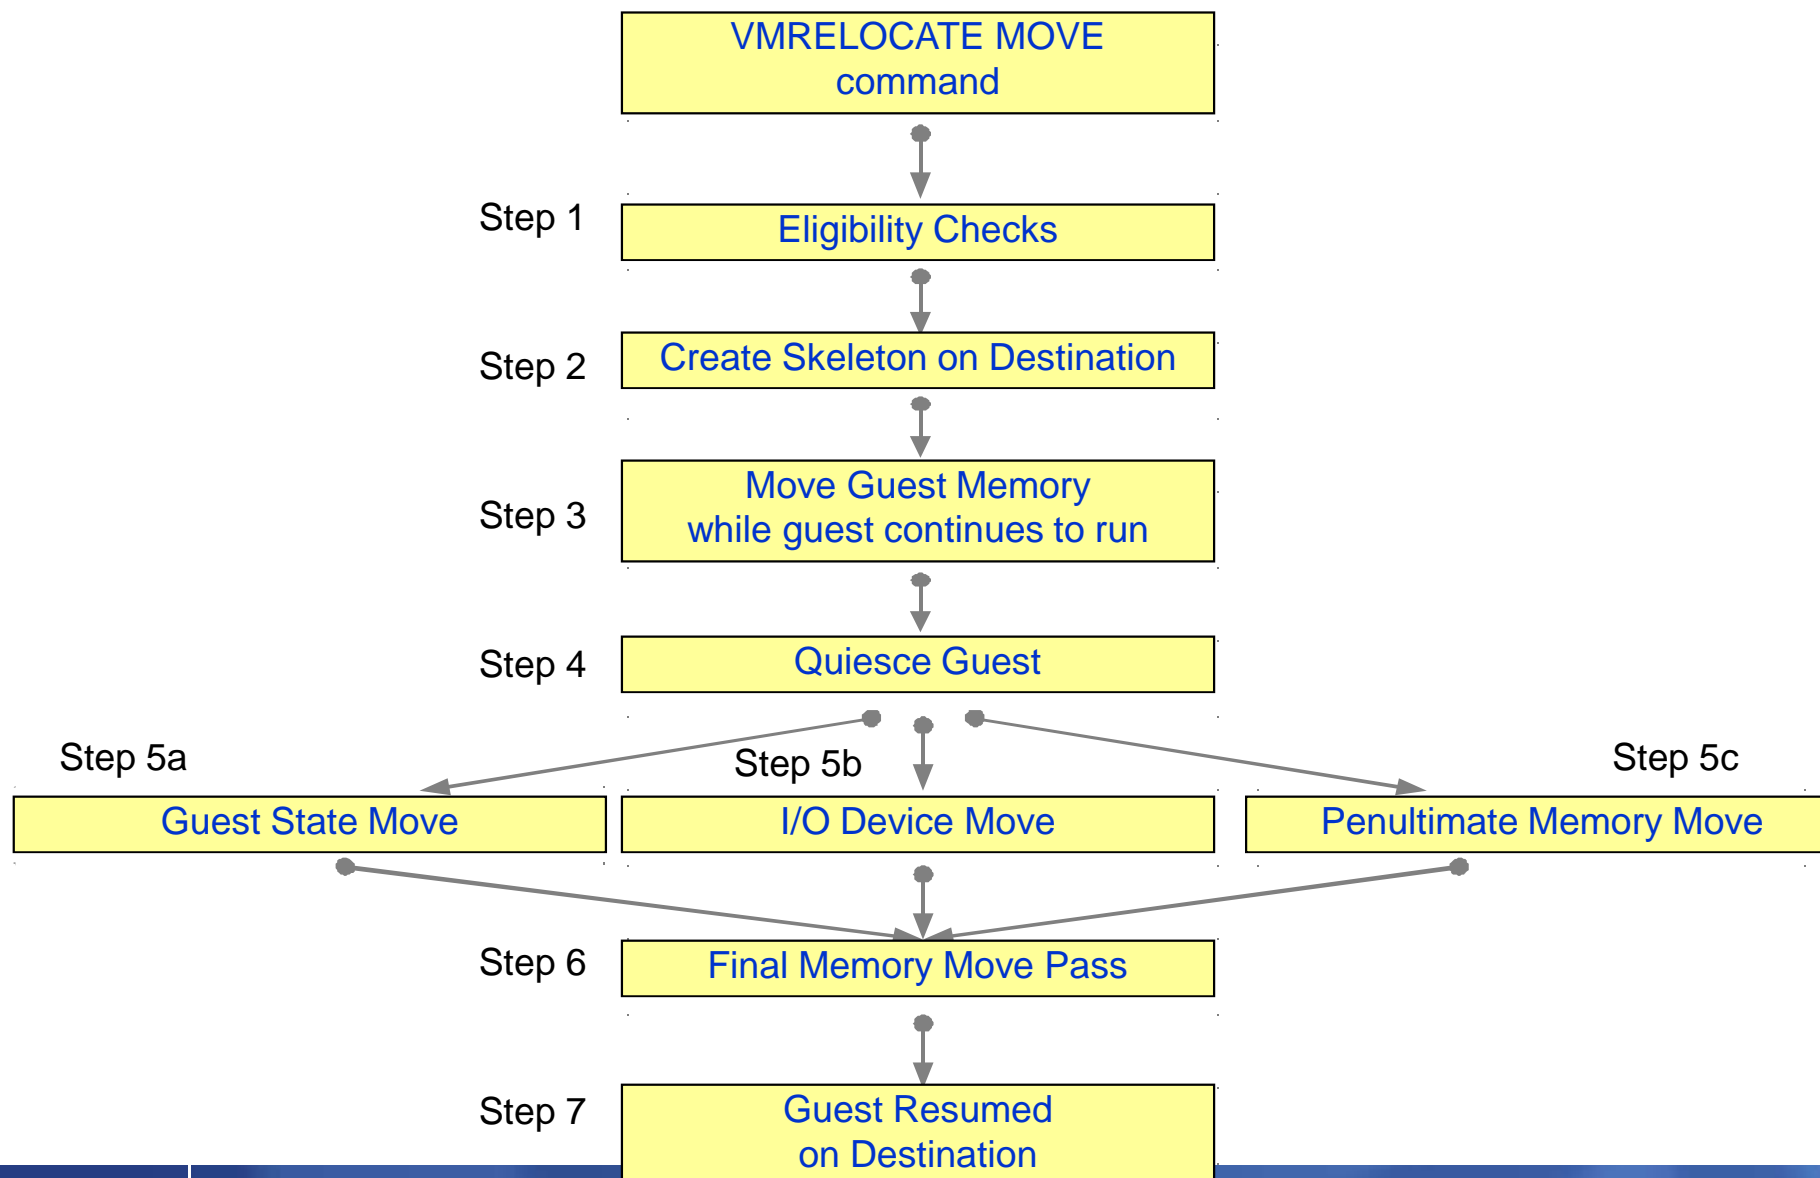 VMRELOCATE MOVE
command
Step 1
Eligibility Checks
Step 2
Create Skeleton on Destination
Step 3
Move Guest Memory
while guest continues to run
Step 4
Quiesce Guest
Step 5a
Step 5b
Step 5c
Guest State Move
I/O Device Move
Penultimate Memory Move
Step 6
Final Memory Move Pass
Step 7
Guest Resumed
on Destination